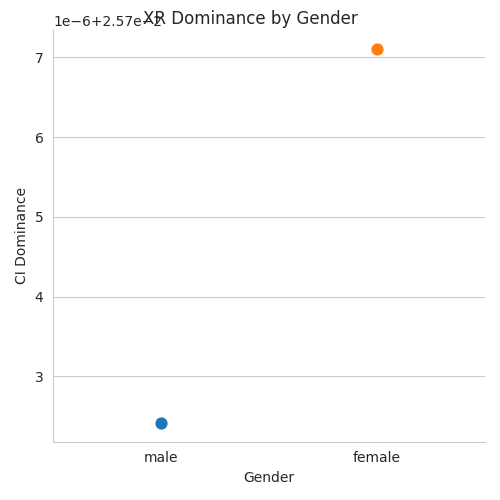 XR Dominance by Gender
1e−6+2.57e−2
7
6
5
4
3
CI Dominance
male
female
Gender